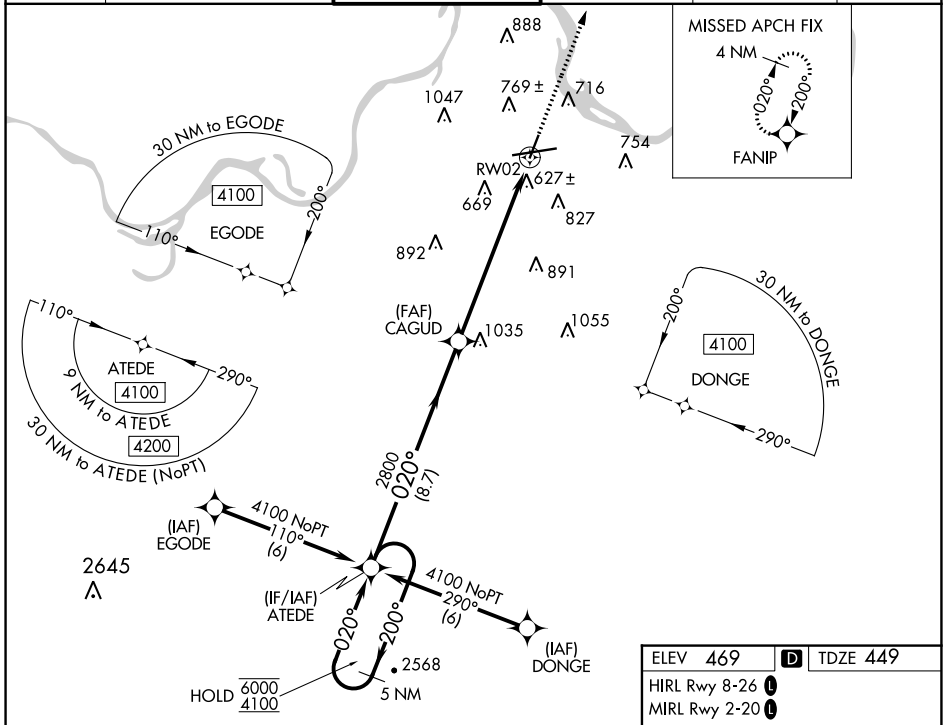 MISSED APCH FIX
4 NM
020°
200°
FANIP
888
1047
769 ±
716
754
RW02
627 ±
669
827
892
891
30 NM to EGODE
4100
EGODE
110°
200°
(FAF)
CAGUD
1035
1055
30 NM to DONGE
200°
4100
DONGE
290°
110°
ATEDE
4100
290°
9 NM to ATEDE
4200
30 NM to ATEDE (NoPT)
2800
020°
(8.7)
(IAF)
EGODE
4100 NoPT
110°
(6)
2645
(IF/IAF)
ATEDE
4100 NoPT
290°
(6)
(IAF)
DONGE
020°
200°
2568
HOLD 6000
4100
5 NM
ELEV 469 D TDZE 449
HIRL Rwy 8-26 L
MIRL Rwy 2-20 L